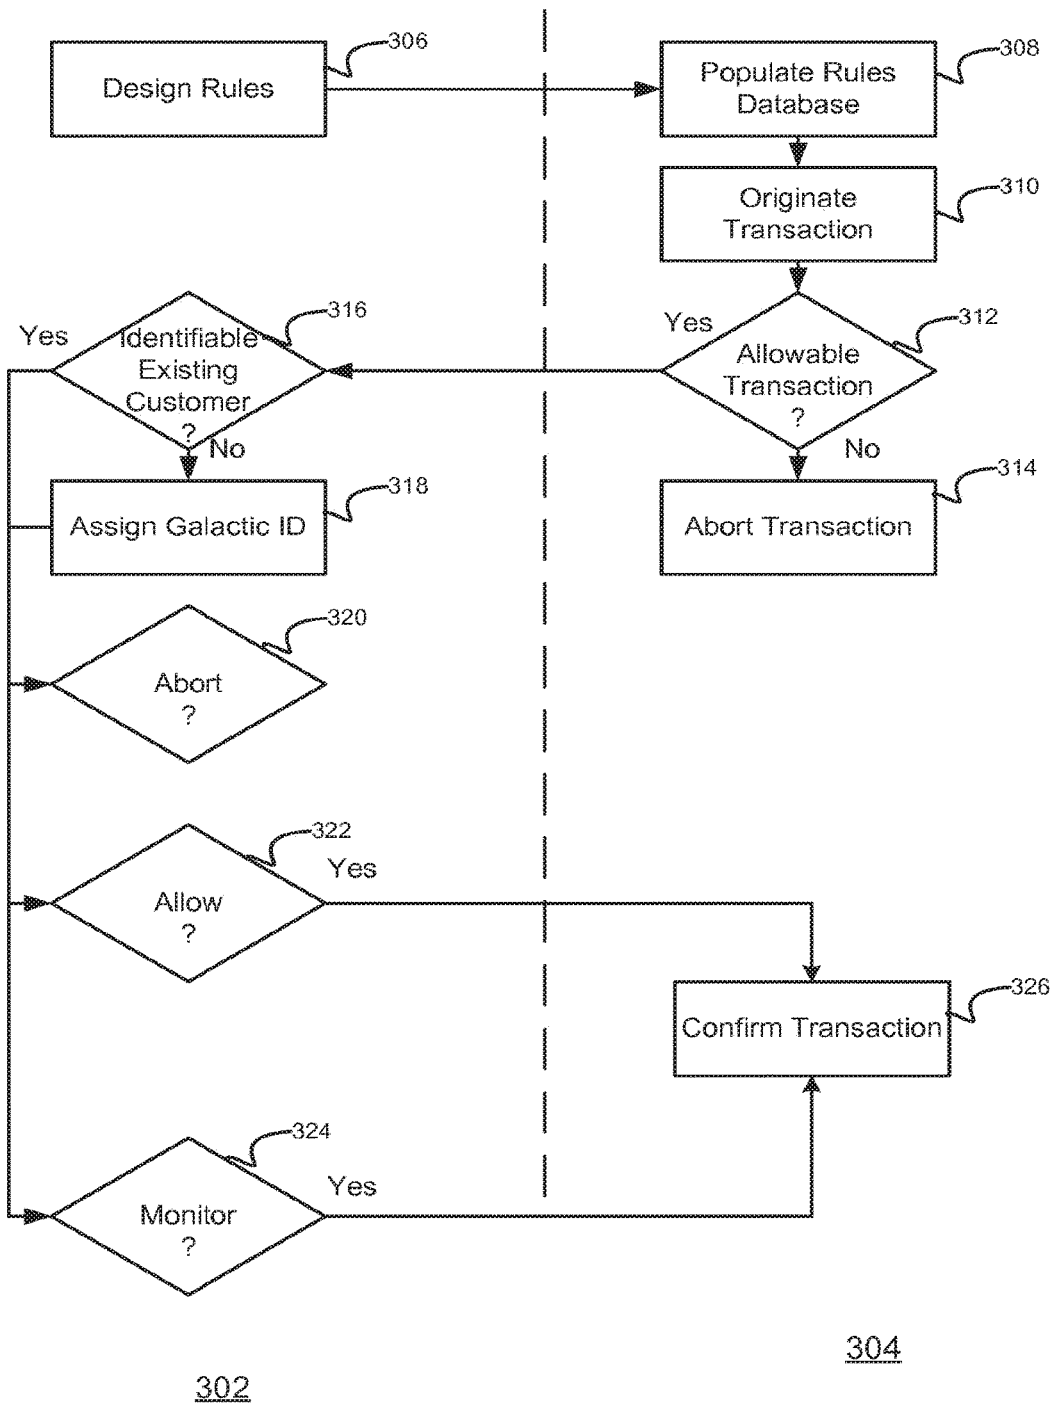 306
Design Rules
308
Populate Rules
Database
310
Originate
Transaction
316
Yes
Identifiable
Existing
Customer
?
No
312
Yes
Allowable
Transaction
?
No
318
Assign Galactic ID
314
Abort Transaction
320
Abort
?
322
Yes
Allow
?
326
Confirm Transaction
324
Yes
Monitor
?
304
302